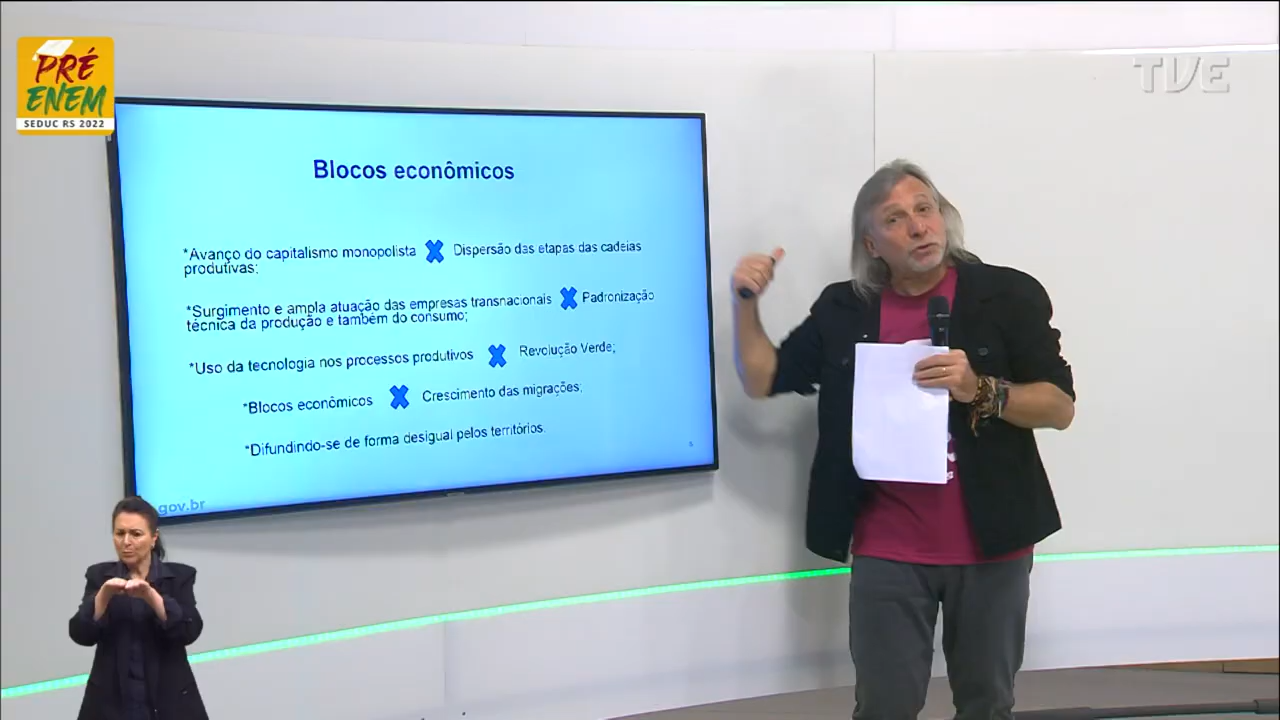 PRÉ
ENEM
SEDUC RS 2022
TVE
Blocos econômicos
*Avanço do capitalismo monopolista ✖ Dispersão das etapas das cadeias
produtivas;
*Surgimento e ampla atuação das empresas transnacionais ✖ Padronização
técnica da produção e também do consumo;
*Uso da tecnologia nos processos produtivos ✖ Revolução Verde;
*Blocos econômicos ✖ Crescimento das migrações;
*Difundindo-se de forma desigual pelos territórios.
5
.gov.br